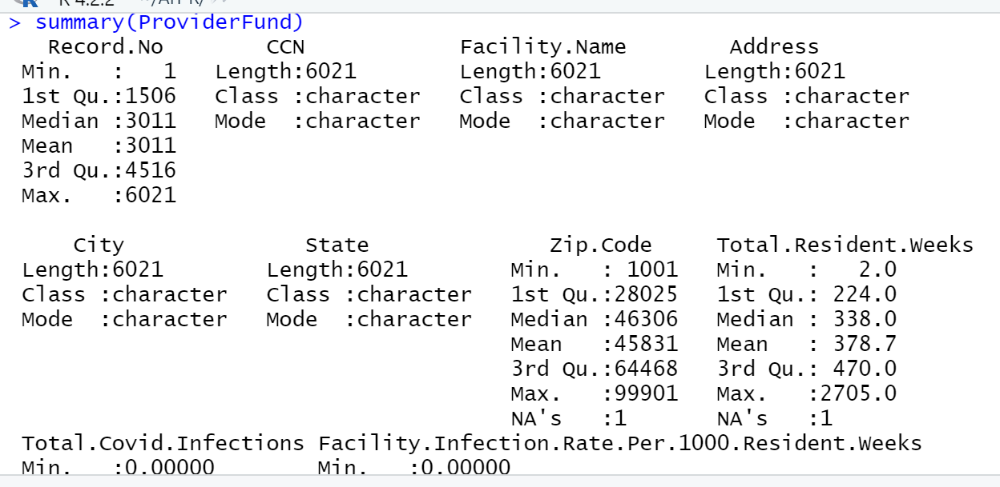 R 4.2.2
> summary(ProviderFund)
   Record.No        CCN            Facility.Name        Address
 Min.   :   1   Length:6021        Length:6021        Length:6021
 1st Qu.:1506   Class :character   Class :character   Class :character
 Median :3011   Mode  :character   Mode  :character   Mode  :character
 Mean   :3011
 3rd Qu.:4516
 Max.   :6021
     City              State              Zip.Code     Total.Resident.Weeks
 Length:6021        Length:6021        Min.   : 1001   Min.   :   2.0
 Class :character   Class :character   1st Qu.:28025   1st Qu.: 224.0
 Mode  :character   Mode  :character   Median :46306   Median : 338.0
                                       Mean   :45831   Mean   : 378.7
                                       3rd Qu.:64468   3rd Qu.: 470.0
                                       Max.   :99901   Max.   :2705.0
                                       NA's   :1       NA's   :1
 Total.Covid.Infections Facility.Infection.Rate.Per.1000.Resident.Weeks
 Min.   :0.00000        Min.   :0.00000